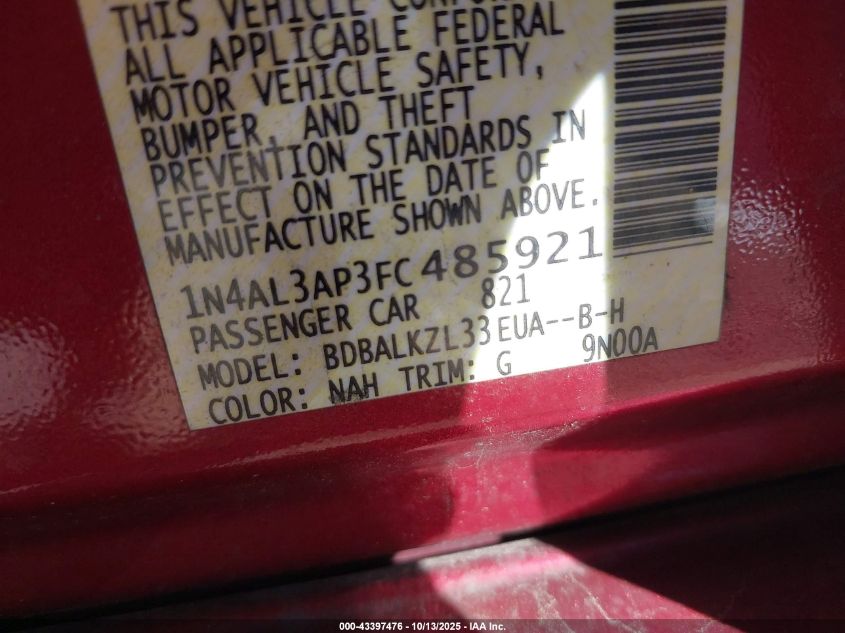 THIS VEHICLE CONFORMS
ALL APPLICABLE FEDERAL
MOTOR VEHICLE SAFETY,
BUMPER, AND THEFT
PREVENTION STANDARDS IN
EFFECT ON THE DATE OF
MANUFACTURE SHOWN ABOVE.
1N4AL3AP3FC485921
PASSENGER CAR 821
MODEL: BDBALKZL33EUA--B-H
COLOR: NAH TRIM: G 9N00A
000-43397476 - 10/13/2025 - IAA Inc.